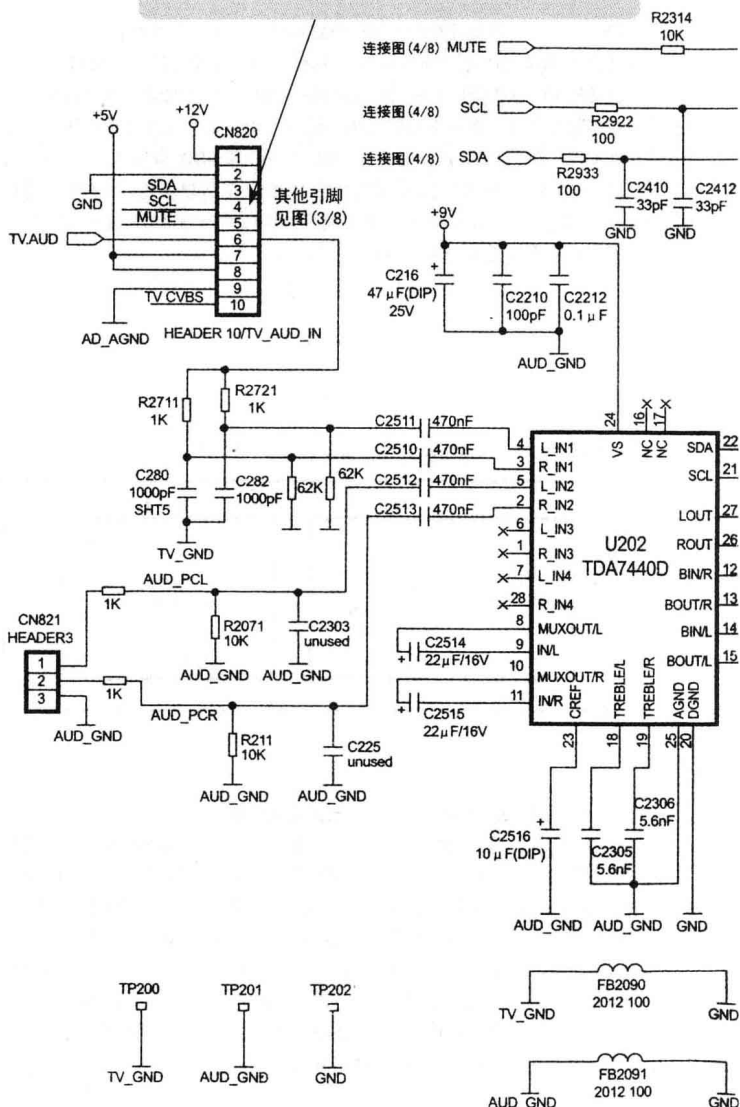 R2314
10K
连接图(4/8) MUTE
连接图(4/8) SCL
R2922
100
连接图(4/8) SDA
R2933
100
C2410
33pF
C2412
33pF
GND
GND
+5V
+12V
CN820
1
2
3
4
5
6
7
8
9
10
GND
SDA
SCL
MUTE
TV.AUD
TV CVBS
AD_AGND
HEADER 10/TV_AUD_IN
其他引脚
见图(3/8)
+9V
C216
47μF(DIP)
25V
C2210
100pF
C2212
0.1μF
AUD_GND
R2711
1K
R2721
1K
C280
1000pF
SHT5
C282
1000pF
62K
62K
TV_GND
C2511
470nF
C2510
470nF
C2512
470nF
C2513
470nF
24
16
17
VS
NC
NC
4 L_IN1
3 R_IN1
5 L_IN2
2 R_IN2
6 L_IN3
1 R_IN3
7 L_IN4
28 R_IN4
8 MUXOUT/L
9 IN/L
10 MUXOUT/R
11 IN/R
U202
TDA7440D
SDA 22
SCL 21
LOUT 27
ROUT 26
BIN/R 12
BOUT/R 13
BIN/L 14
BOUT/L 15
CREF
TREBLE/L
TREBLE/R
AGND
DGND
23
18
19
25
20
AUD_PCL
1K
CN821
HEADER3
1
2
3
1K
AUD_PCR
AUD_GND
R2071
10K
C2303
unused
AUD_GND
AUD_GND
R211
10K
C225
unused
AUD_GND
AUD_GND
+
C2514
22μF/16V
+
C2515
22μF/16V
+
C2516
10μF(DIP)
C2305
5.6nF
C2306
5.6nF
AUD_GND
AUD_GND
GND
TP200
TP201
TP202
TV_GND
AUD_GND
GND
FB2090
2012 100
TV_GND
GND
FB2091
2012 100
AUD_GND
GND